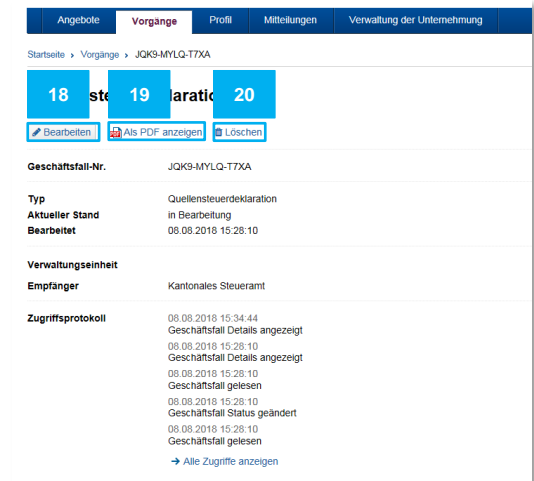 Angebote Vorgänge Profil Mitteilungen Verwaltung der Unternehmung
Startseite › Vorgänge › JQK9-MYLQ-T7XA
18 19 20
Bearbeiten Als PDF anzeigen Löschen
Geschäftsfall-Nr. JQK9-MYLQ-T7XA
Typ Quellensteuerdeklaration
Aktueller Stand in Bearbeitung
Bearbeitet 08.08.2018 15:28:10
Verwaltungseinheit
Empfänger Kantonales Steueramt
Zugriffsprotokoll 08.08.2018 15:34:44
Geschäftsfall Details angezeigt
08.08.2018 15:28:10
Geschäftsfall Details angezeigt
08.08.2018 15:28:10
Geschäftsfall gelesen
08.08.2018 15:28:10
Geschäftsfall Status geändert
08.08.2018 15:28:10
Geschäftsfall gelesen
→ Alle Zugriffe anzeigen